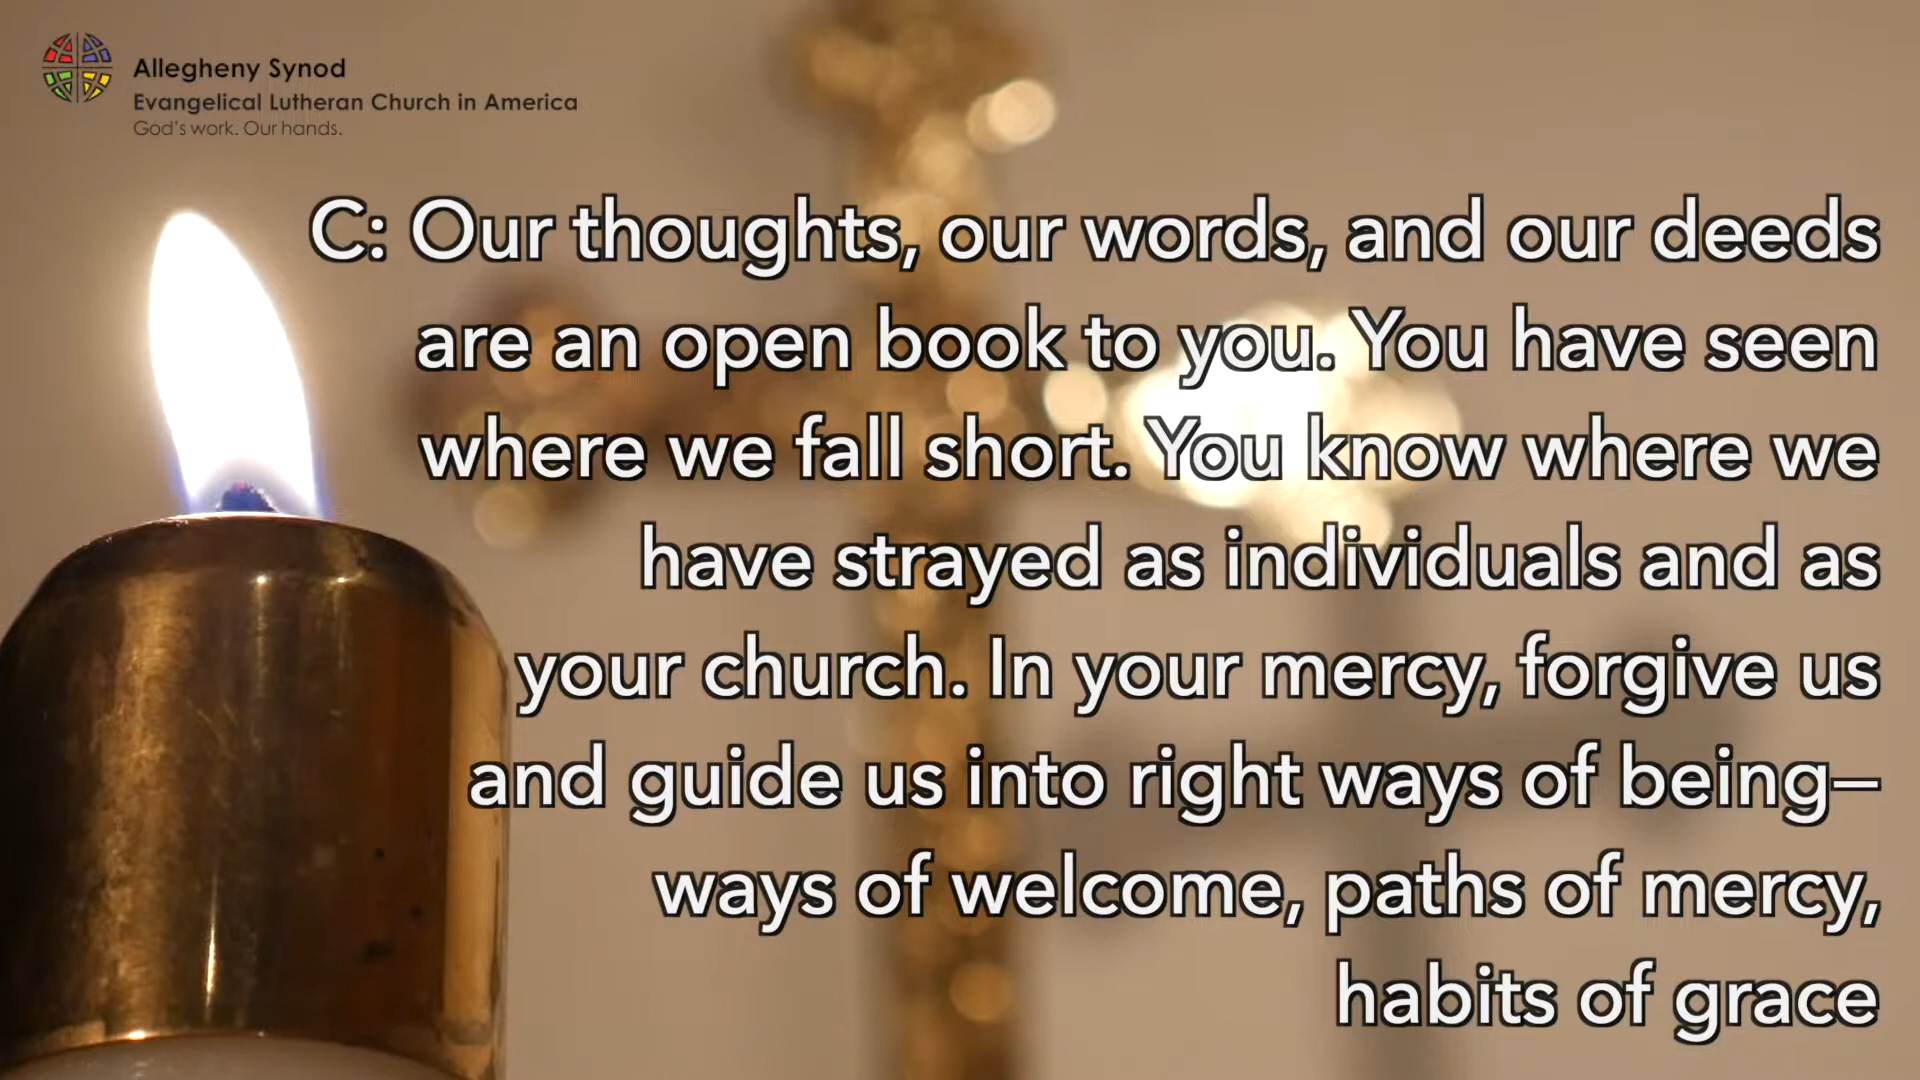 Allegheny Synod
Evangelical Lutheran Church in America
God's work. Our hands.
C: Our thoughts, our words, and our deeds
are an open book to you. You have seen
where we fall short. You know where we
have strayed as individuals and as
your church. In your mercy, forgive us
and guide us into right ways of being—
ways of welcome, paths of mercy,
habits of grace